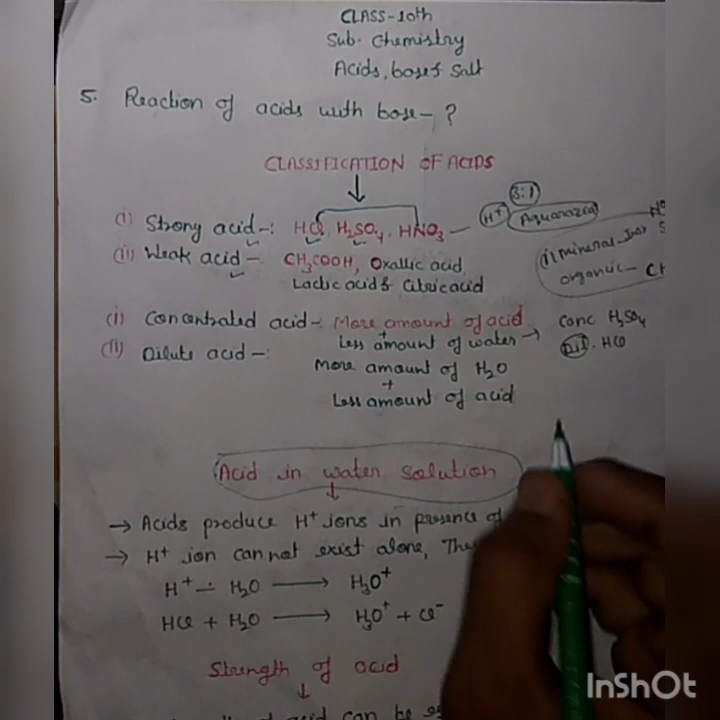 CLASS-10th
Sub. Chemistry
Acids, base & Salt
5. Reaction of acids with base - ?
CLASSIFICATION OF ACIDS
(i) Strong acid -: HCl, H₂SO₄, HNO₃ - H⁺ 3:1
(ii) Weak acid -: CH₃COOH, Oxallic acid
Lactic acid & Citric acid
(i) mineral-
organic-
(i) Concentrated acid -: More amount of acid
+
Less amount of water → Conc H₂SO₄
(ii) Dilute acid -: Dil. HCl
More amount of H₂O
+
Less amount of acid
Acid in water solution
→ Acids produce H⁺ ions in presence of
→ H⁺ ion can not exist alone,
H⁺ — H₂O → H₃O⁺
HCl + H₂O → H₃O⁺ + Cl⁻
Strength of acid
acid can be
InShOt